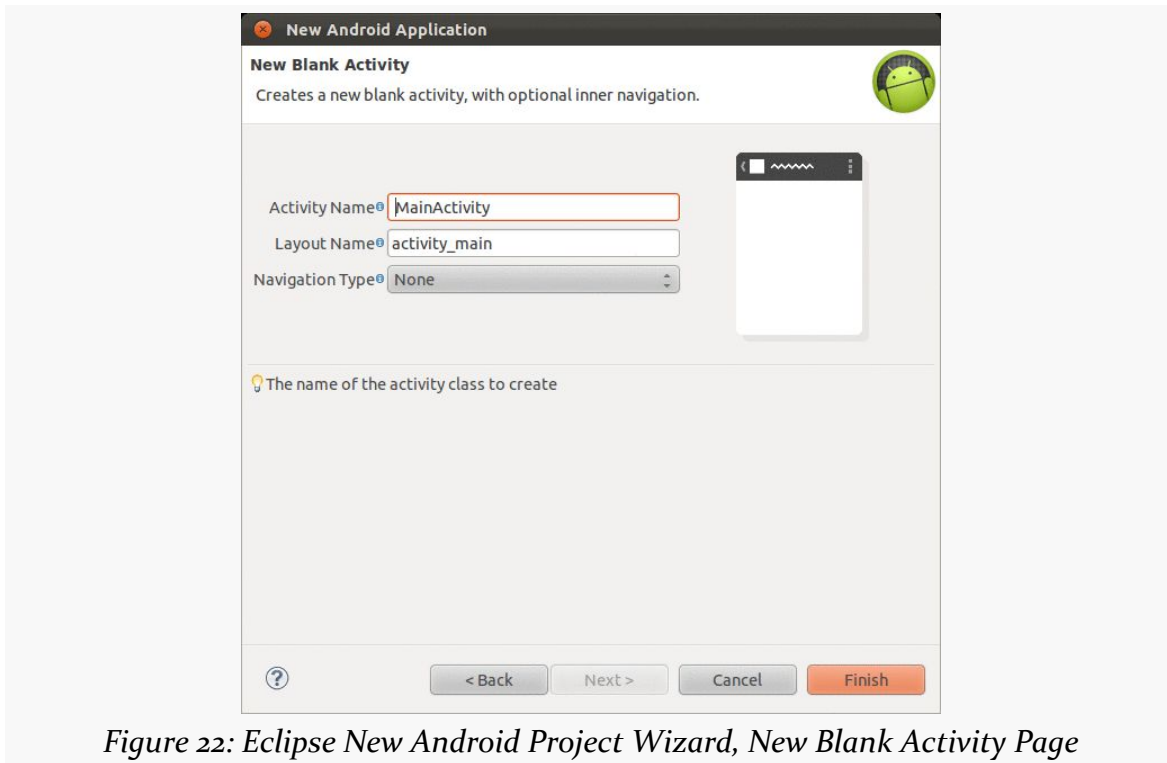 New Android Application
New Blank Activity
Creates a new blank activity, with optional inner navigation.
Activity Name MainActivity
Layout Name activity_main
Navigation Type None
The name of the activity class to create
?
< Back Next > Cancel Finish
Figure 22: Eclipse New Android Project Wizard, New Blank Activity Page